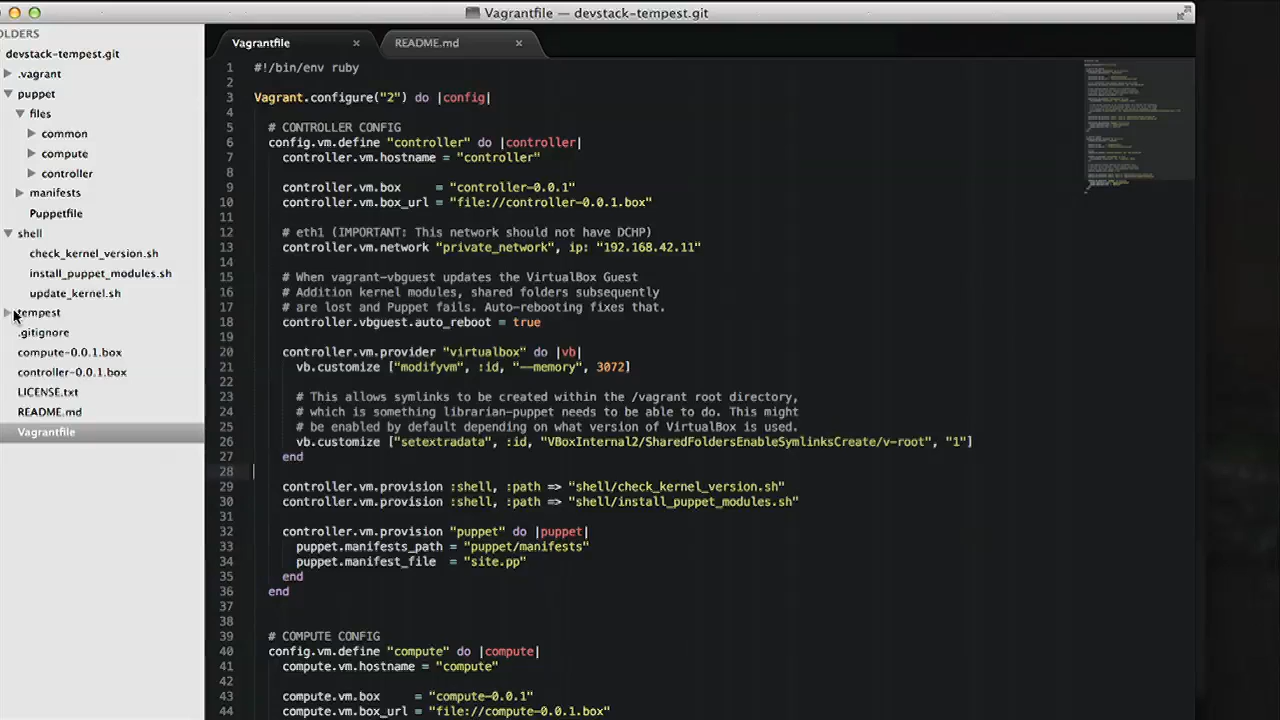 Vagrantfile — devstack-tempest.git
OLDERS
devstack-tempest.git
.vagrant
puppet
files
common
compute
controller
manifests
Puppetfile
shell
check_kernel_version.sh
install_puppet_modules.sh
update_kernel.sh
tempest
.gitignore
compute-0.0.1.box
controller-0.0.1.box
LICENSE.txt
README.md
Vagrantfile
Vagrantfile × README.md ×
1 #!/bin/env ruby
2
3 Vagrant.configure("2") do |config|
4
5 # CONTROLLER CONFIG
6 config.vm.define "controller" do |controller|
7 controller.vm.hostname = "controller"
8
9 controller.vm.box = "controller-0.0.1"
10 controller.vm.box_url = "file://controller-0.0.1.box"
11
12 # eth1 (IMPORTANT: This network should not have DCHP)
13 controller.vm.network "private_network", ip: "192.168.42.11"
14
15 # When vagrant-vbguest updates the VirtualBox Guest
16 # Addition kernel modules, shared folders subsequently
17 # are lost and Puppet fails. Auto-rebooting fixes that.
18 controller.vbguest.auto_reboot = true
19
20 controller.vm.provider "virtualbox" do |vb|
21 vb.customize ["modifyvm", :id, "--memory", 3072]
22
23 # This allows symlinks to be created within the /vagrant root directory,
24 # which is something librarian-puppet needs to be able to do. This might
25 # be enabled by default depending on what version of VirtualBox is used.
26 vb.customize ["setextradata", :id, "VBoxInternal2/SharedFoldersEnableSymlinksCreate/v-root", "1"]
27 end
28
29 controller.vm.provision :shell, :path => "shell/check_kernel_version.sh"
30 controller.vm.provision :shell, :path => "shell/install_puppet_modules.sh"
31
32 controller.vm.provision "puppet" do |puppet|
33 puppet.manifests_path = "puppet/manifests"
34 puppet.manifest_file = "site.pp"
35 end
36 end
37
38
39 # COMPUTE CONFIG
40 config.vm.define "compute" do |compute|
41 compute.vm.hostname = "compute"
42
43 compute.vm.box = "compute-0.0.1"
44 compute.vm.box_url = "file://compute-0.0.1.box"